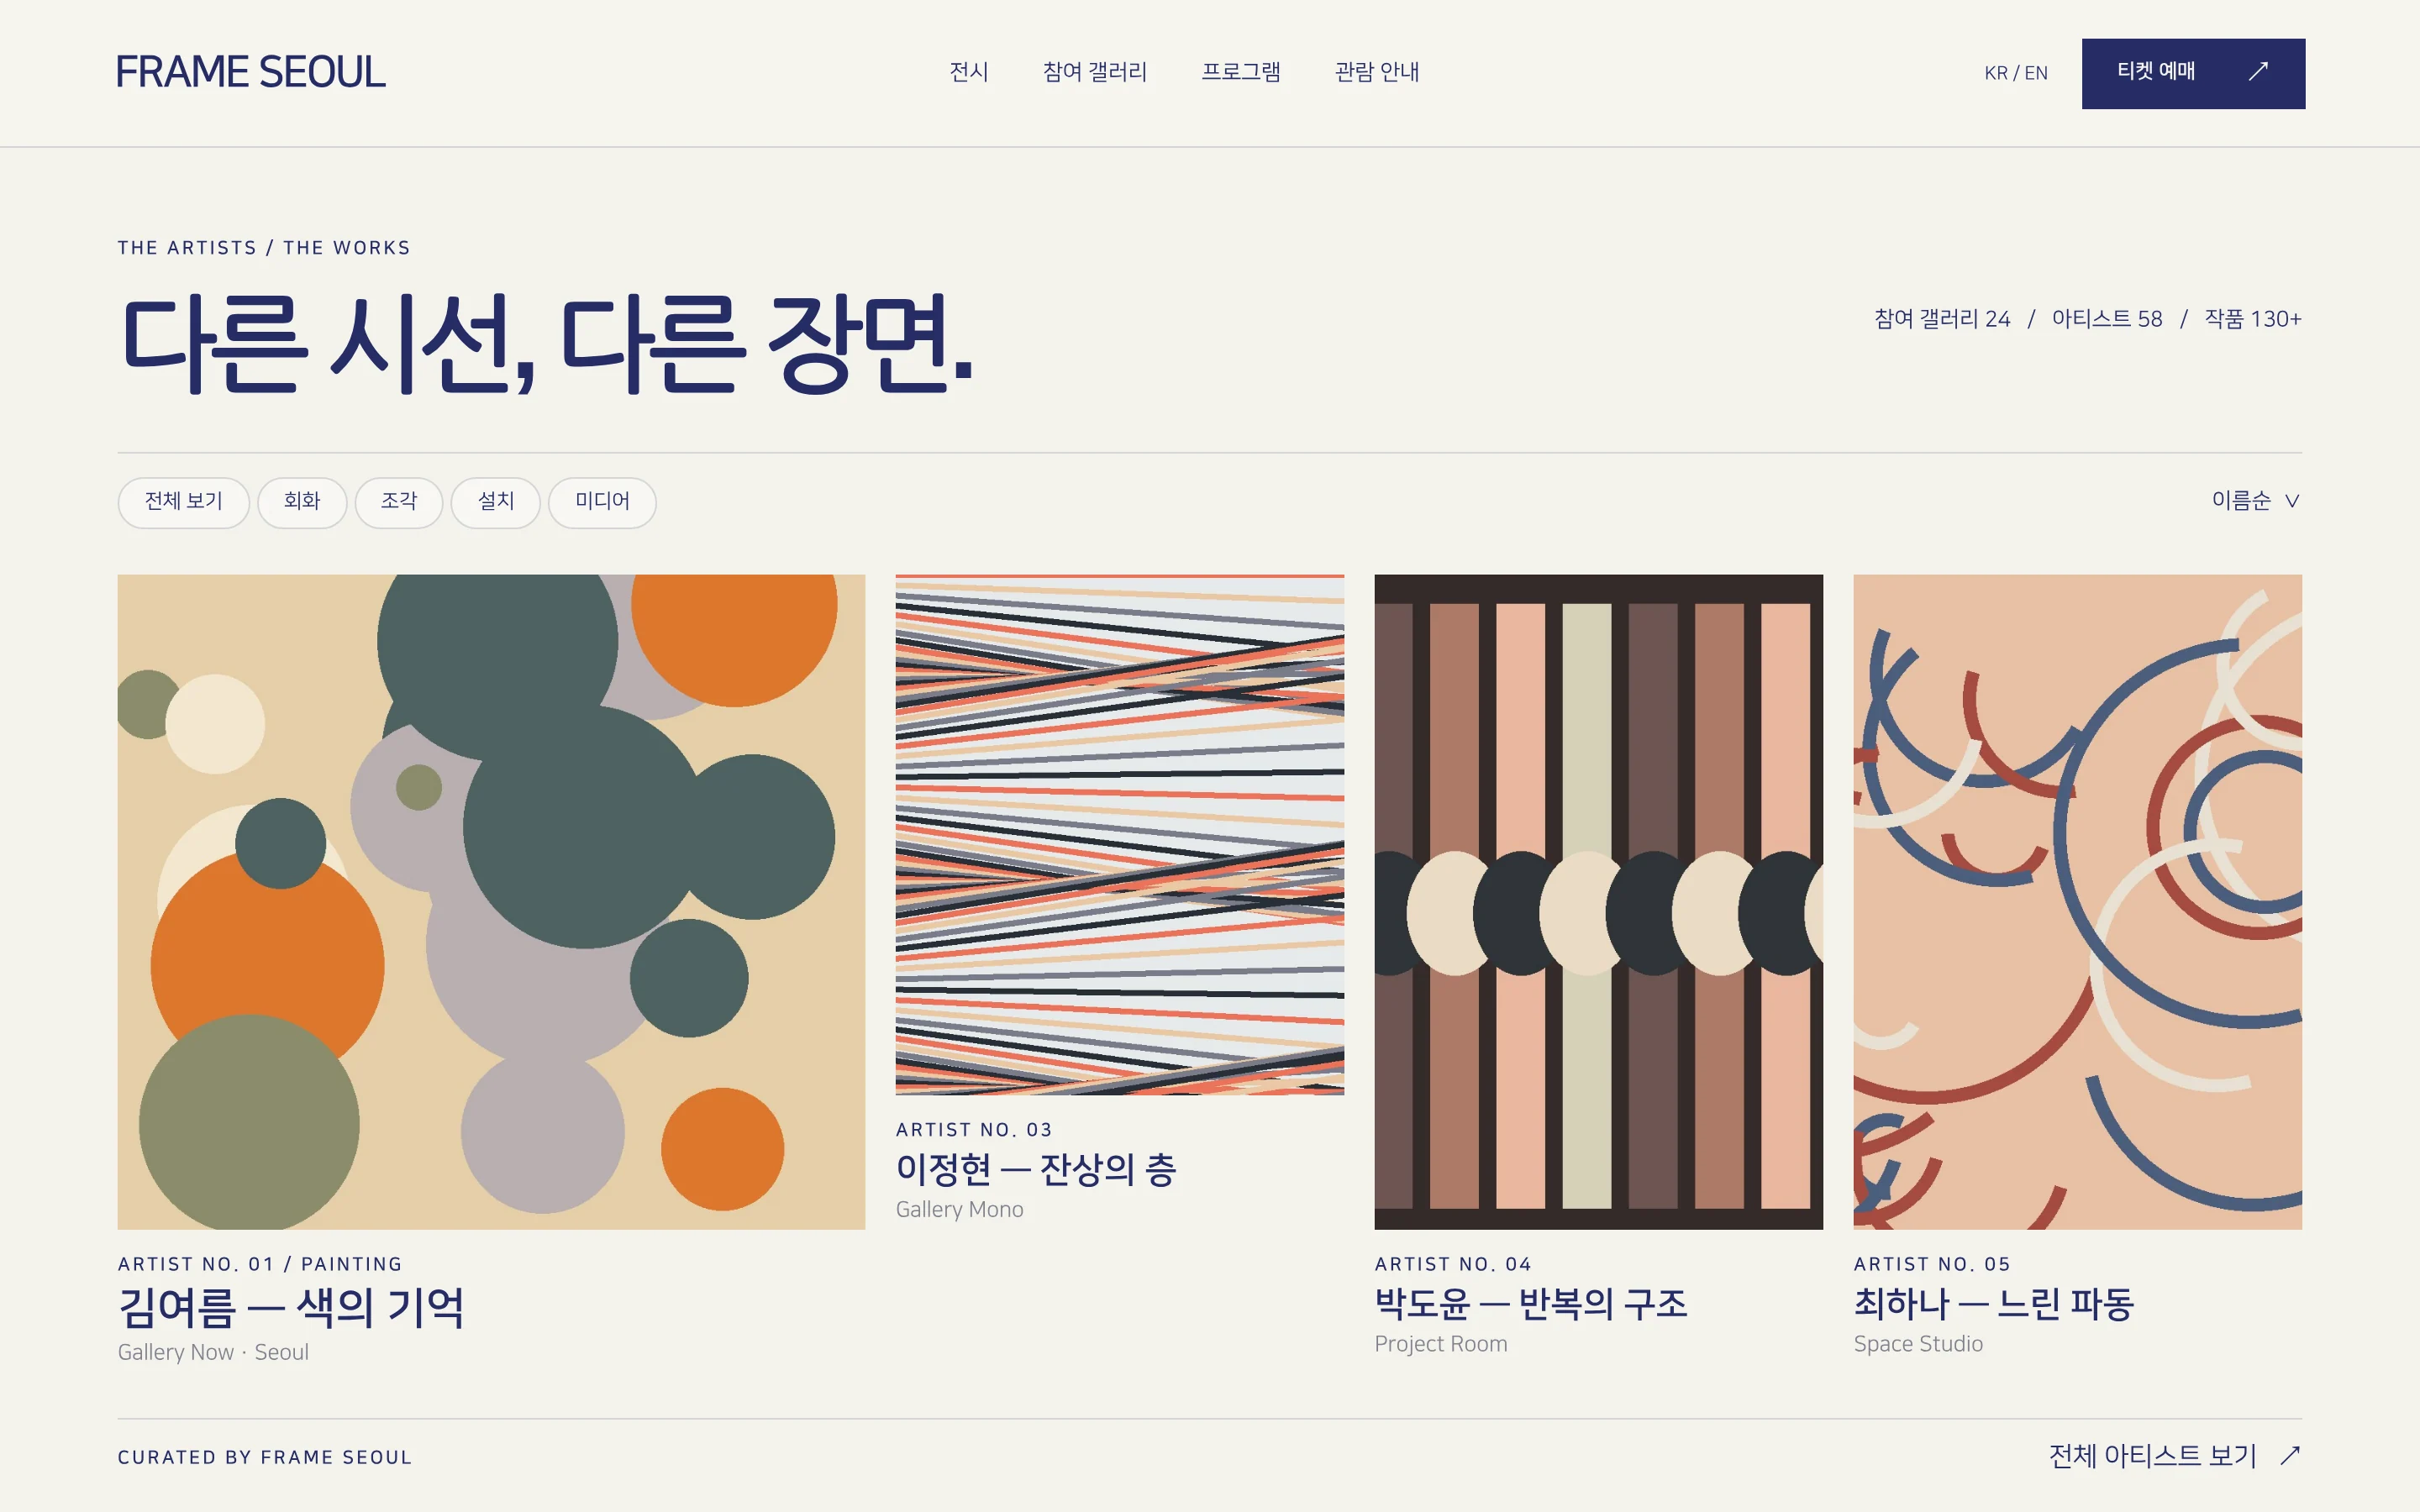 FRAME SEOUL
전시 참여 갤러리 프로그램 관람 안내
KR / EN
티켓 예매 ↗
THE ARTISTS / THE WORKS
다른 시선, 다른 장면.
참여 갤러리 24 / 아티스트 58 / 작품 130+
전체 보기 회화 조각 설치 미디어
이름순
ARTIST NO. 01 / PAINTING
김여름 — 색의 기억
Gallery Now · Seoul
ARTIST NO. 03
이정현 — 잔상의 층
Gallery Mono
ARTIST NO. 04
박도윤 — 반복의 구조
Project Room
ARTIST NO. 05
최하나 — 느린 파동
Space Studio
CURATED BY FRAME SEOUL
전체 아티스트 보기 ↗